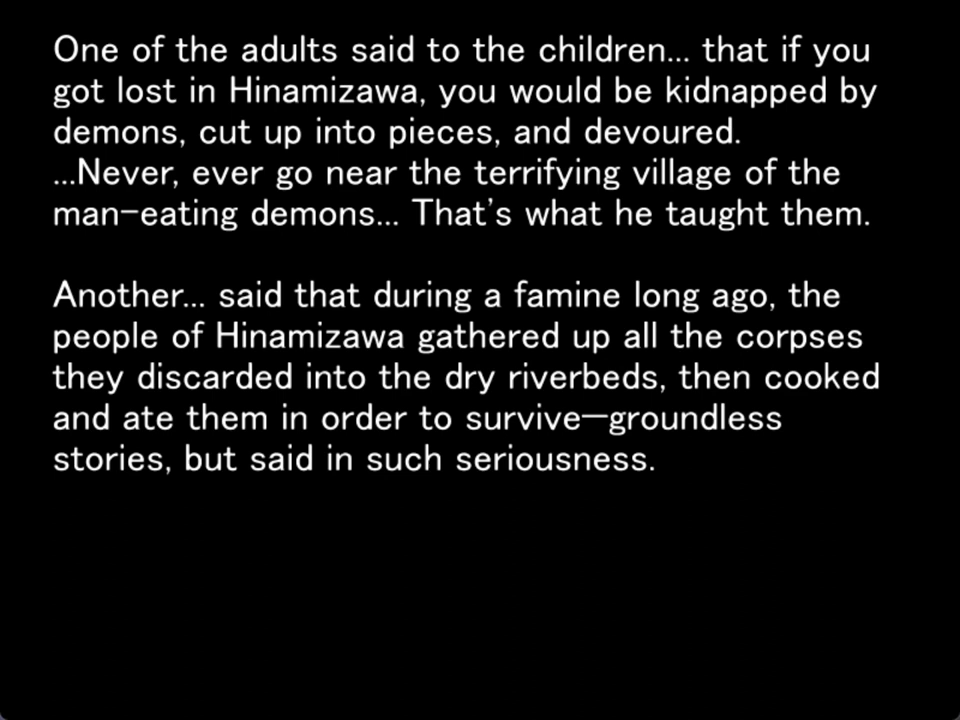 One of the adults said to the children... that if you
got lost in Hinamizawa, you would be kidnapped by
demons, cut up into pieces, and devoured.
...Never, ever go near the terrifying village of the
man-eating demons... That's what he taught them.
Another... said that during a famine long ago, the
people of Hinamizawa gathered up all the corpses
they discarded into the dry riverbeds, then cooked
and ate them in order to survive—groundless
stories, but said in such seriousness.